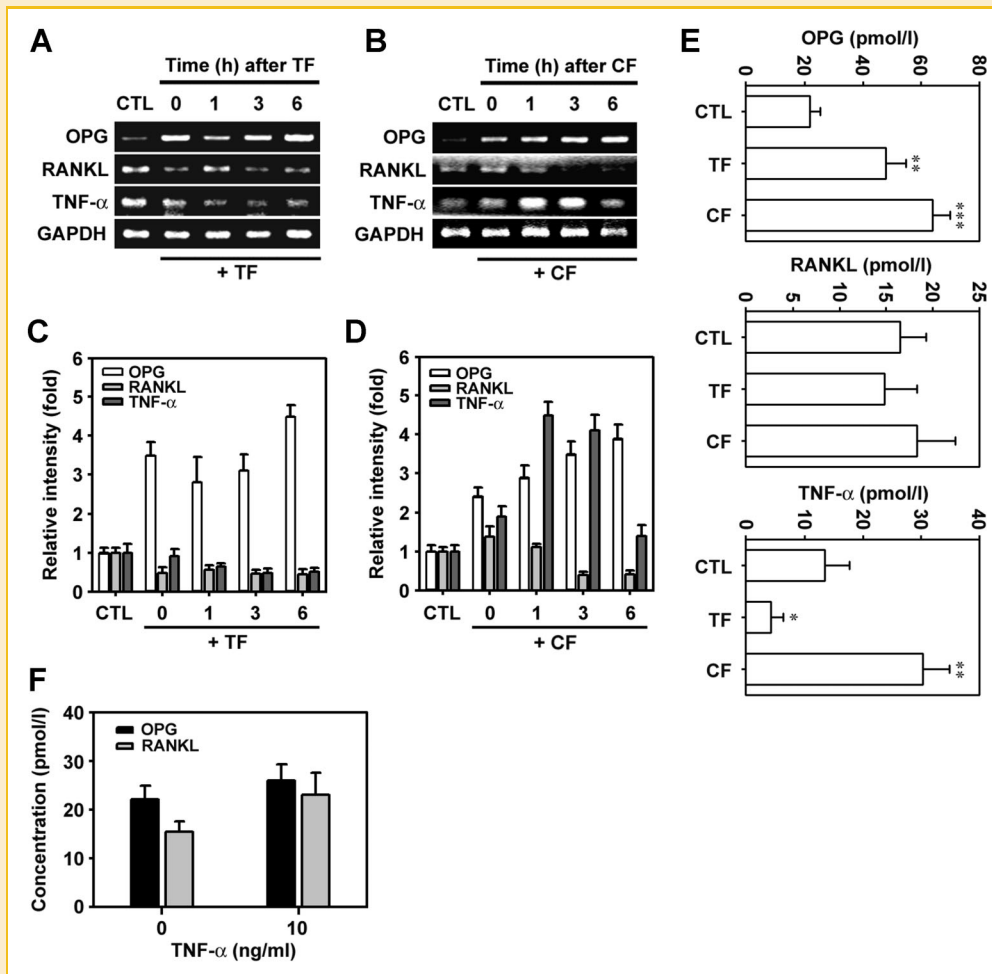 A
Time (h) after TF
CTL 0 1 3 6
OPG
RANKL
TNF-α
GAPDH
+ TF
B
Time (h) after CF
CTL 0 1 3 6
OPG
RANKL
TNF-α
GAPDH
+ CF
C
Relative intensity (fold)
6
5
4
3
2
1
0
OPG
RANKL
TNF-α
CTL 0 1 3 6
+ TF
D
Relative intensity (fold)
6
5
4
3
2
1
0
OPG
RANKL
TNF-α
CTL 0 1 3 6
+ CF
E
OPG (pmol/l)
0 20 40 60 80
CTL
TF **
CF ***
RANKL (pmol/l)
0 5 10 15 20 25
CTL
TF
CF
TNF-α (pmol/l)
0 10 20 30 40
CTL
TF *
CF **
F
Concentration (pmol/l)
40
30
20
10
0
OPG
RANKL
0 10
TNF-α (ng/ml)